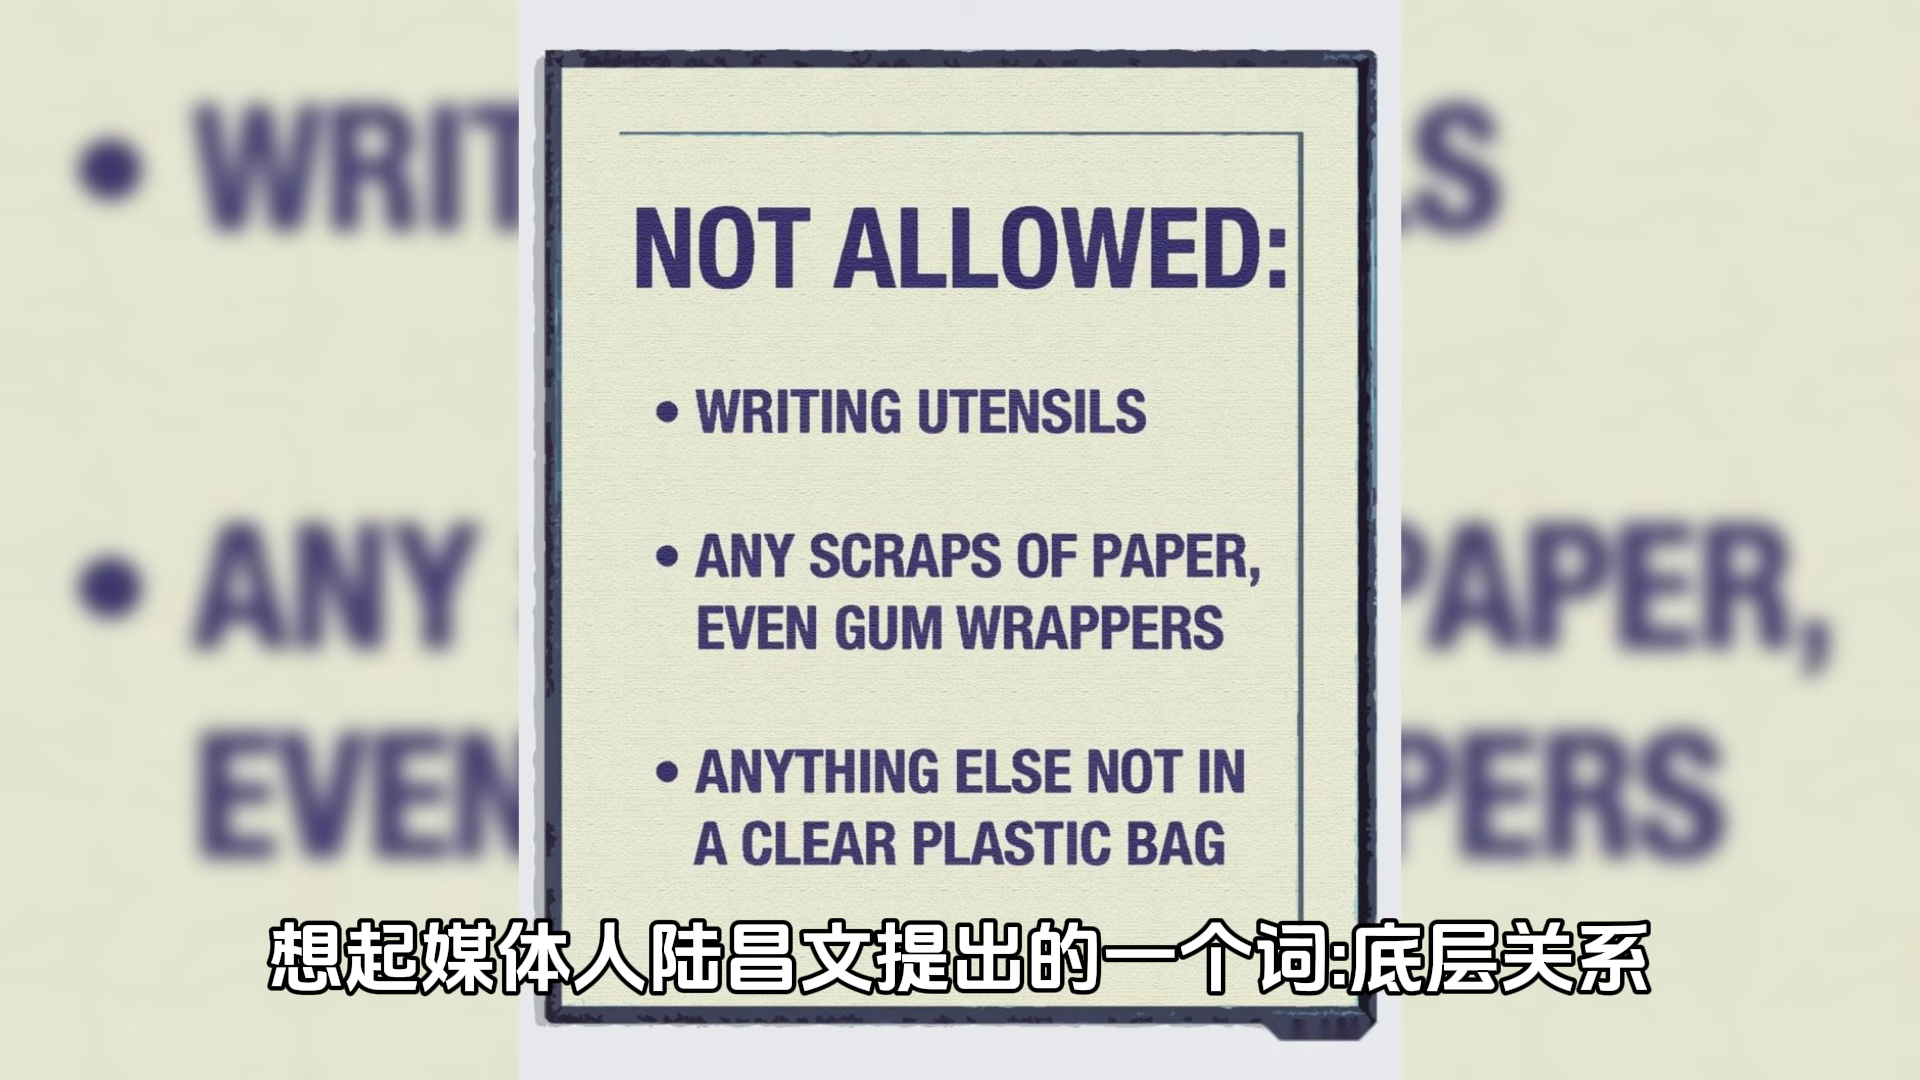 NOT ALLOWED:
• WRITING UTENSILS
• ANY SCRAPS OF PAPER,
EVEN GUM WRAPPERS
• ANYTHING ELSE NOT IN
A CLEAR PLASTIC BAG
想起媒体人陆昌文提出的一个词:底层关系